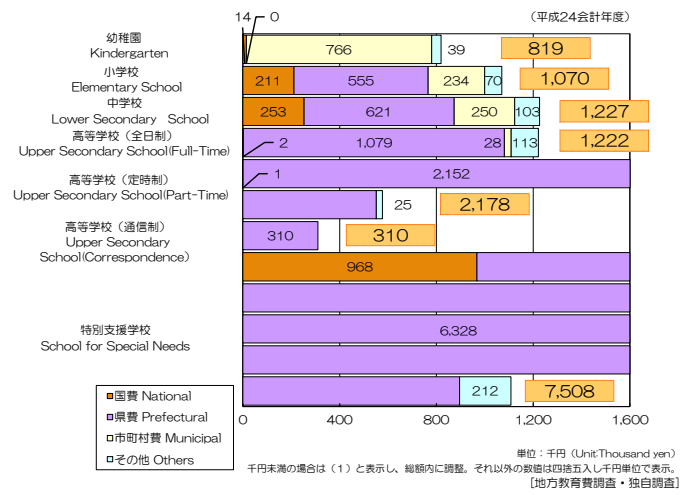 14 0 （平成24会計年度）
幼稚園
Kindergarten
766 39 819
小学校
Elementary School
211 555 234 70 1,070
中学校
Lower Secondary School
253 621 250 103 1,227
高等学校（全日制）
Upper Secondary School(Full-Time)
2 1,079 28 113 1,222
高等学校（定時制）
Upper Secondary School(Part-Time)
1 2,152
25 2,178
高等学校（通信制）
Upper Secondary
School(Correspondence)
310 310
968
特別支援学校
School for Special Needs
6,328
212 7,508
■国費 National
■県費 Prefectural
□市町村費 Municipal
□その他 Others
0 400 800 1,200 1,600
単位：千円（Unit:Thousand yen）
千円未満の場合は（１）と表示し、総額内に調整。それ以外の数値は四捨五入し千円単位で表示。
[地方教育費調査・独自調査]